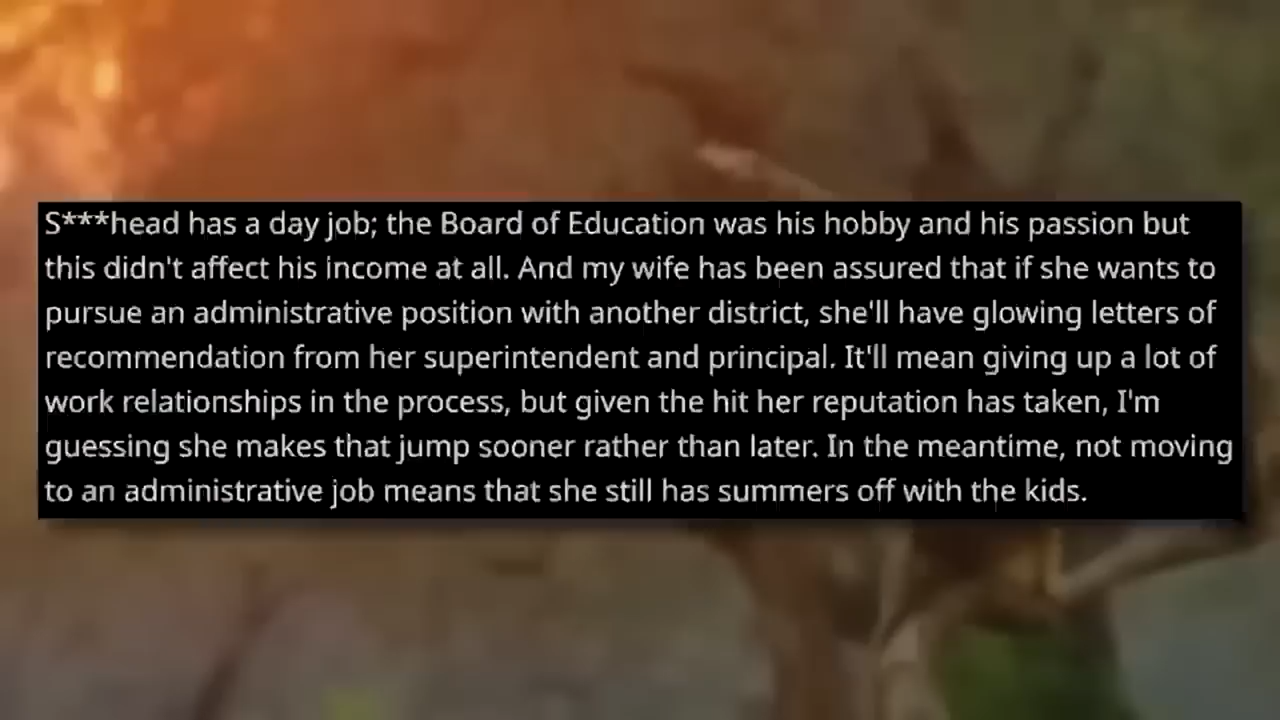 S***head has a day job; the Board of Education was his hobby and his passion but
this didn't affect his income at all. And my wife has been assured that if she wants to
pursue an administrative position with another district, she'll have glowing letters of
recommendation from her superintendent and principal. It'll mean giving up a lot of
work relationships in the process, but given the hit her reputation has taken, I'm
guessing she makes that jump sooner rather than later. In the meantime, not moving
to an administrative job means that she still has summers off with the kids.